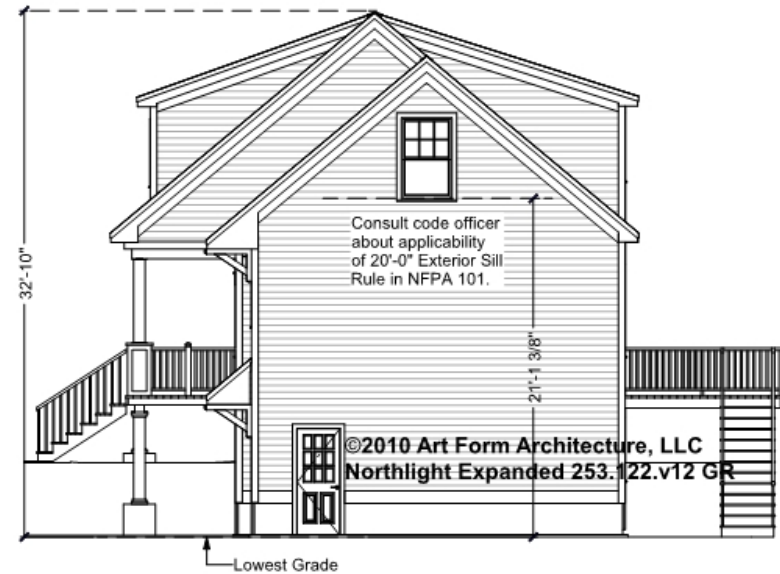 32'-10"
Consult code officer
about applicability
of 20'-0" Exterior Sill
Rule in NFPA 101.
21'-1 3/8"
©2010 Art Form Architecture, LLC
Northlight Expanded 253.122.v12 GR
Lowest Grade